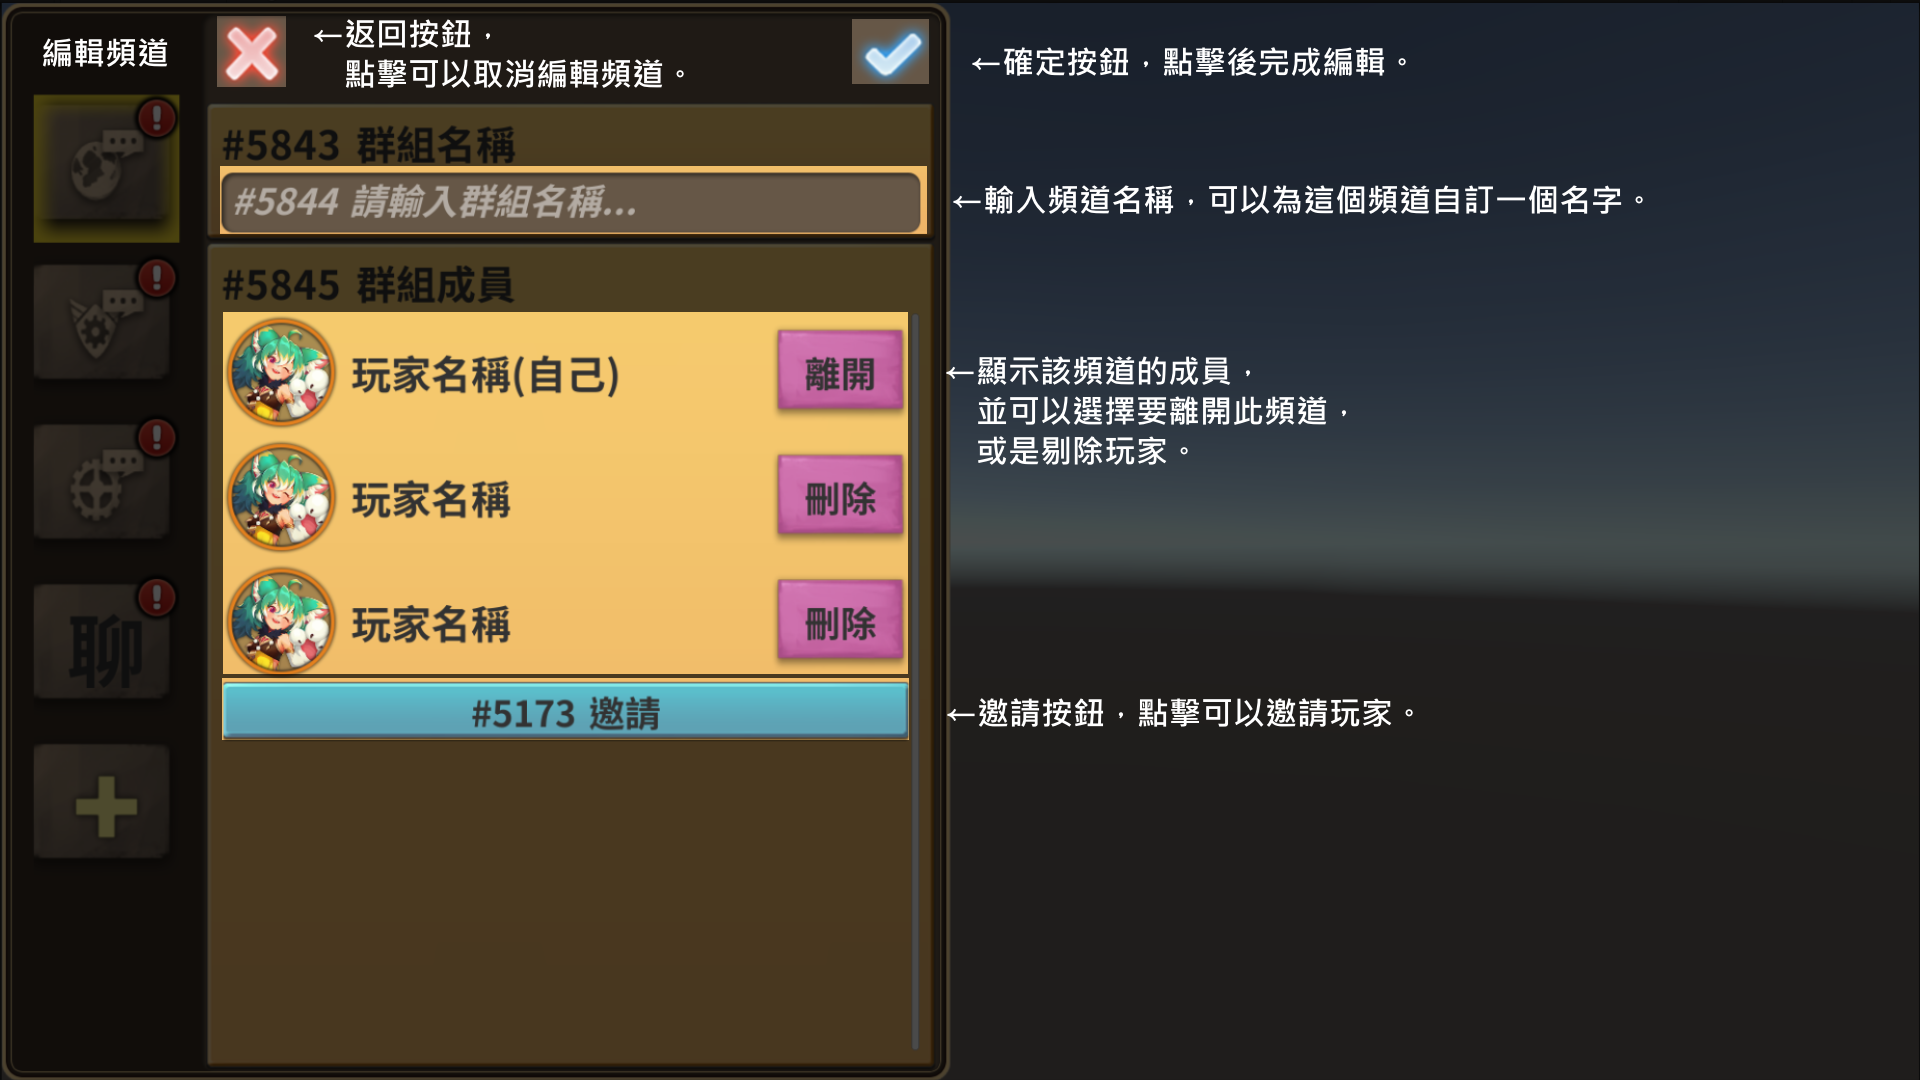 編輯頻道
←返回按鈕，
點擊可以取消編輯頻道。
←確定按鈕，點擊後完成編輯。
#5843 群組名稱
#5844 請輸入群組名稱...
←輸入頻道名稱，可以為這個頻道自訂一個名字。
#5845 群組成員
玩家名稱(自己)
離開
←顯示該頻道的成員，
並可以選擇要離開此頻道，
或是剔除玩家。
玩家名稱
刪除
玩家名稱
刪除
聊
#5173 邀請
←邀請按鈕，點擊可以邀請玩家。